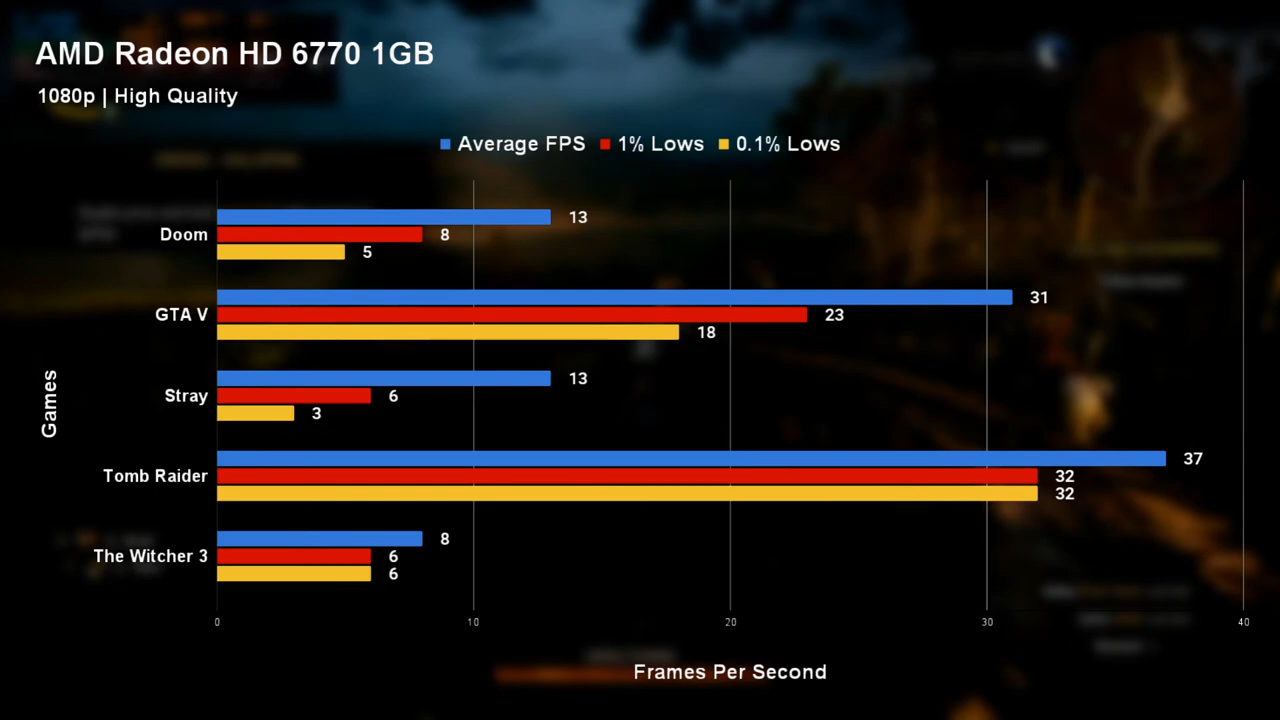 AMD Radeon HD 6770 1GB
1080p | High Quality
Average FPS 1% Lows 0.1% Lows
Games
Doom
13
8
5
GTA V
31
23
18
Stray
13
6
3
Tomb Raider
37
32
32
The Witcher 3
8
6
6
0 10 20 30 40
Frames Per Second